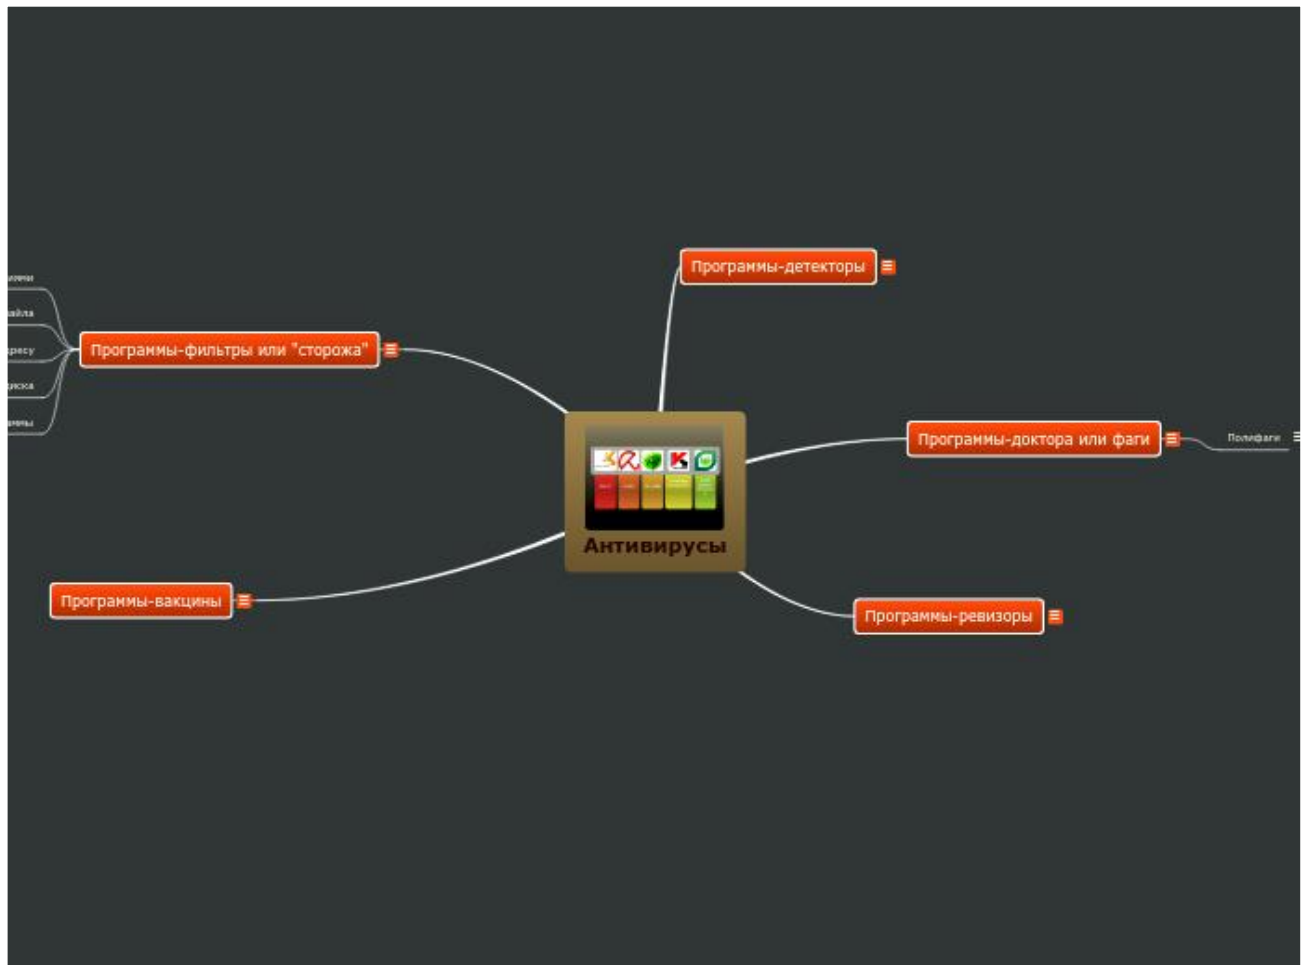 Программы-детекторы
Программы-фильтры или "сторожа"
Программы-доктора или фаги
Полифаги
Антивирусы
Программы-вакцины
Программы-ревизоры